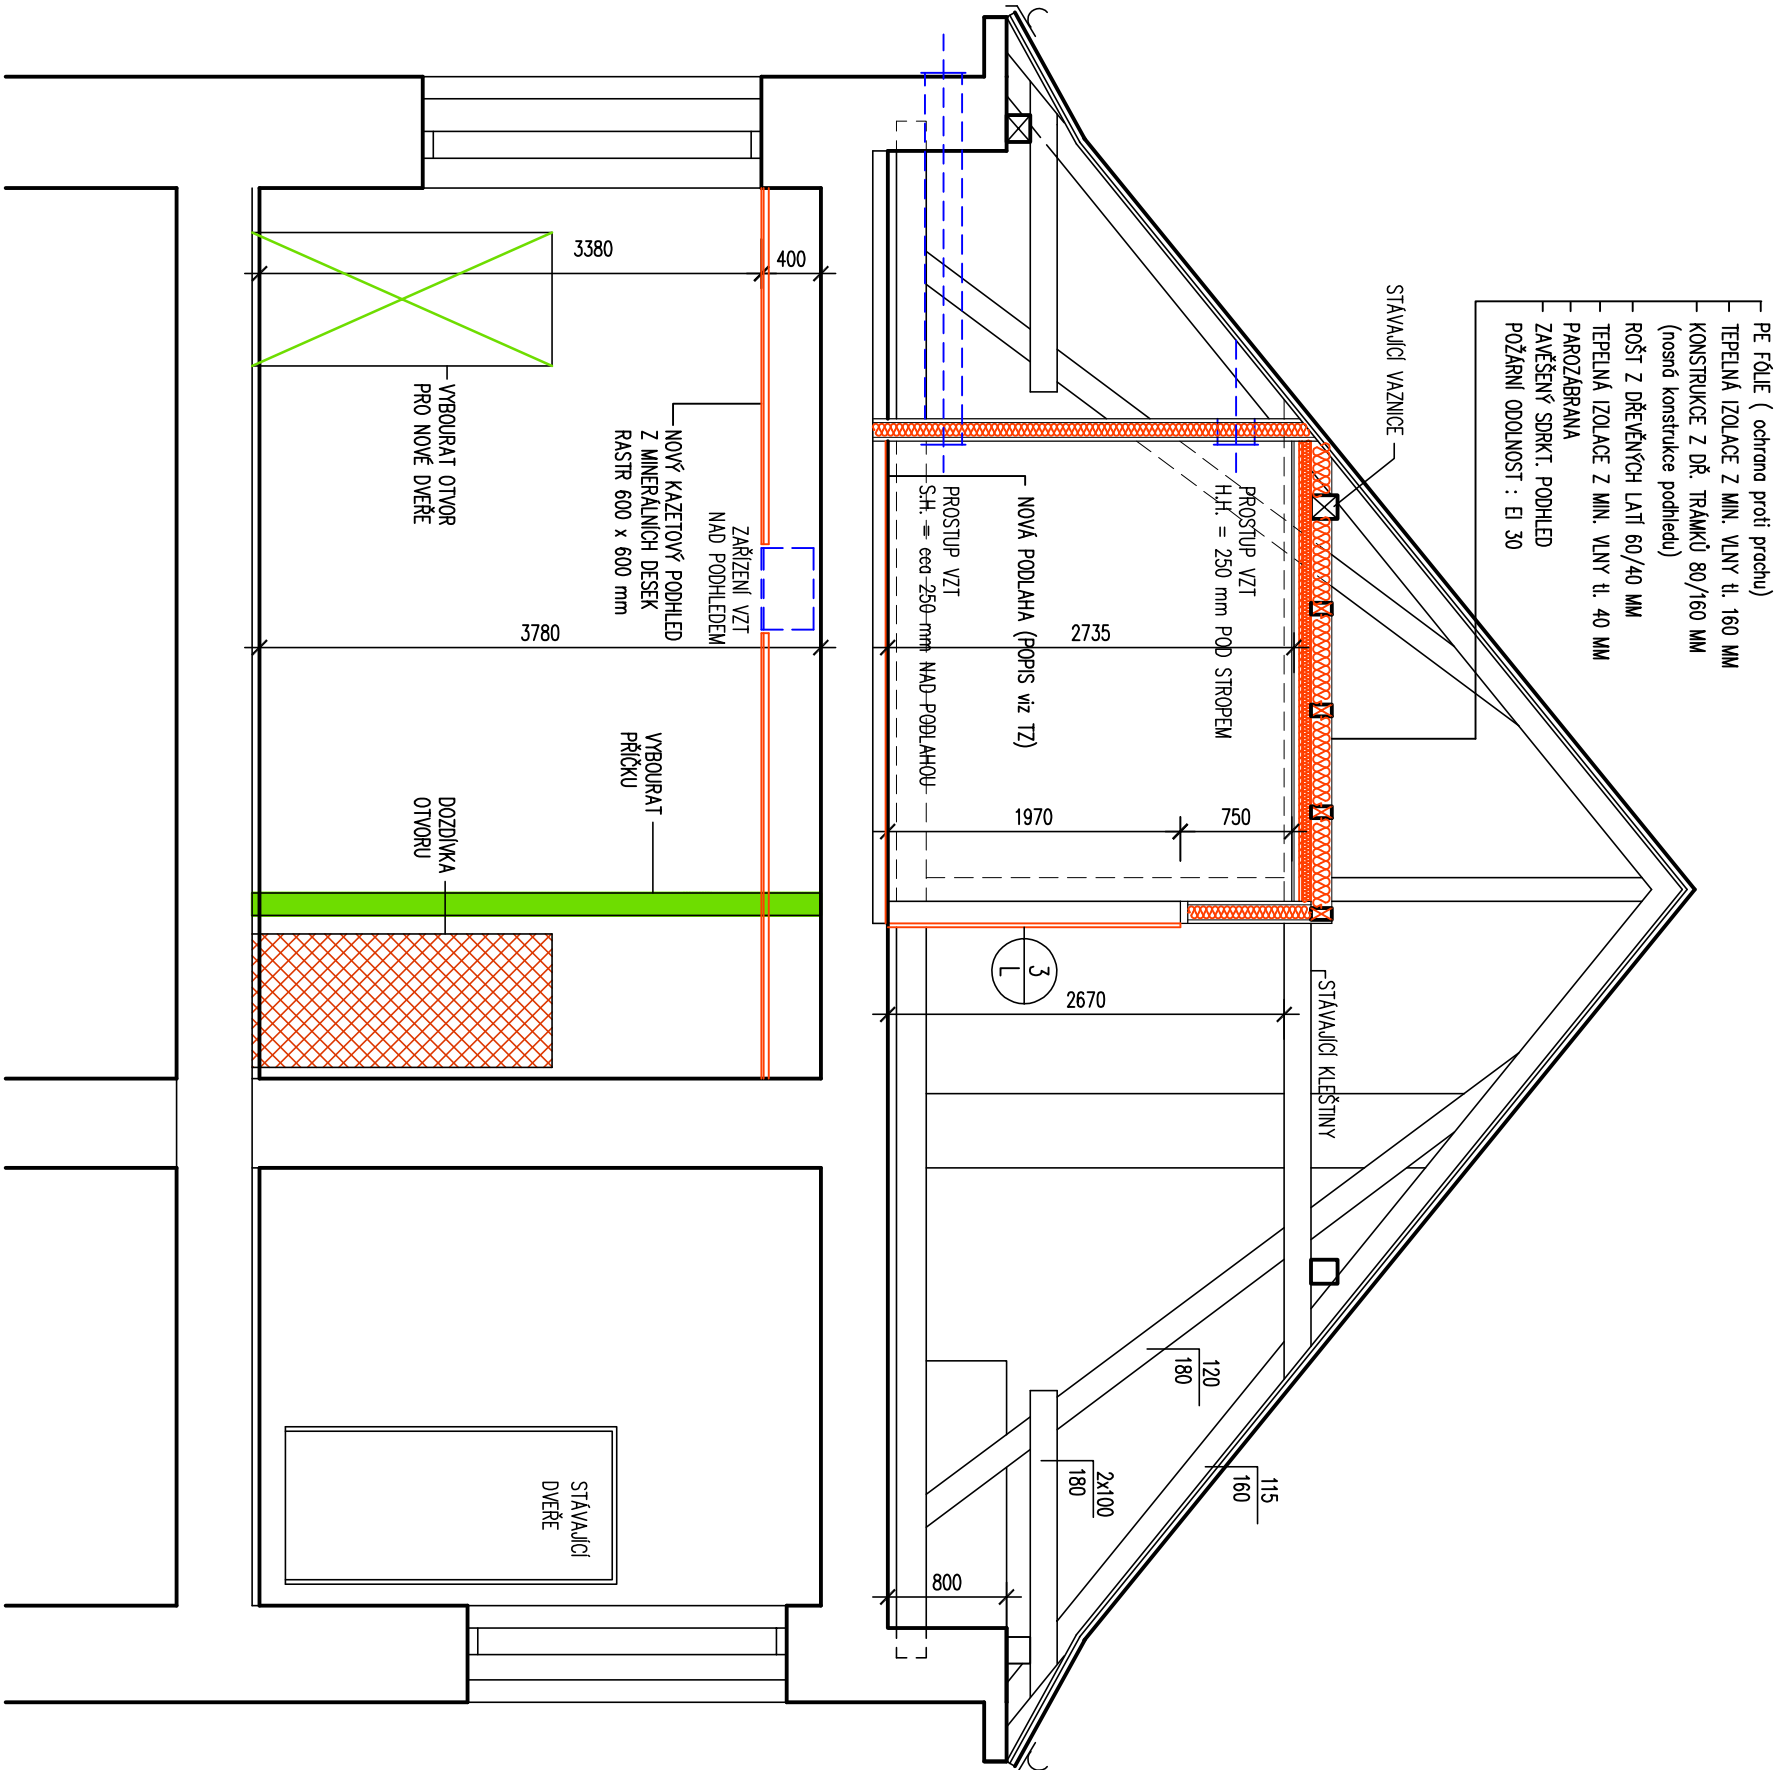 PE FÓLIE ( ochrana proti prachu)
TEPELNÁ IZOLACE Z MIN. VLNY tl. 160 MM
KONSTRUKCE Z DŘ. TRÁMKŮ 80/160 MM
(nosná konstrukce podhledu)
ROŠT Z DŘEVĚNÝCH LATÍ 60/40 MM
TEPELNÁ IZOLACE Z MIN. VLNY tl. 40 MM
PAROZÁBRANA
ZAVĚŠENÝ SDRKT. PODHLED
POŽÁRNÍ ODOLNOST : EI 30
STÁVAJÍCÍ VAZNICE
STÁVAJÍCÍ KLEŠTINY
115
160
120
180
2x100
180
PROSTUP VZT
H.H. = 250 mm POD STROPEM
750
2735
1970
2670
3
L
NOVÁ PODLAHA (POPIS viz TZ)
PROSTUP VZT
S.H. = cca 250 mm NAD PODLAHOU
800
400
3380
ZAŘÍZENÍ VZT
NAD PODHLEDEM
NOVÝ KAZETOVÝ PODHLED
Z MINERÁLNÍCH DESEK
RASTR 600 x 600 mm
VYBOURAT
PŘÍČKU
3780
STÁVAJÍCÍ
DVEŘE
VYBOURAT OTVOR
PRO NOVÉ DVEŘE
DOZDÍVKA
OTVORU